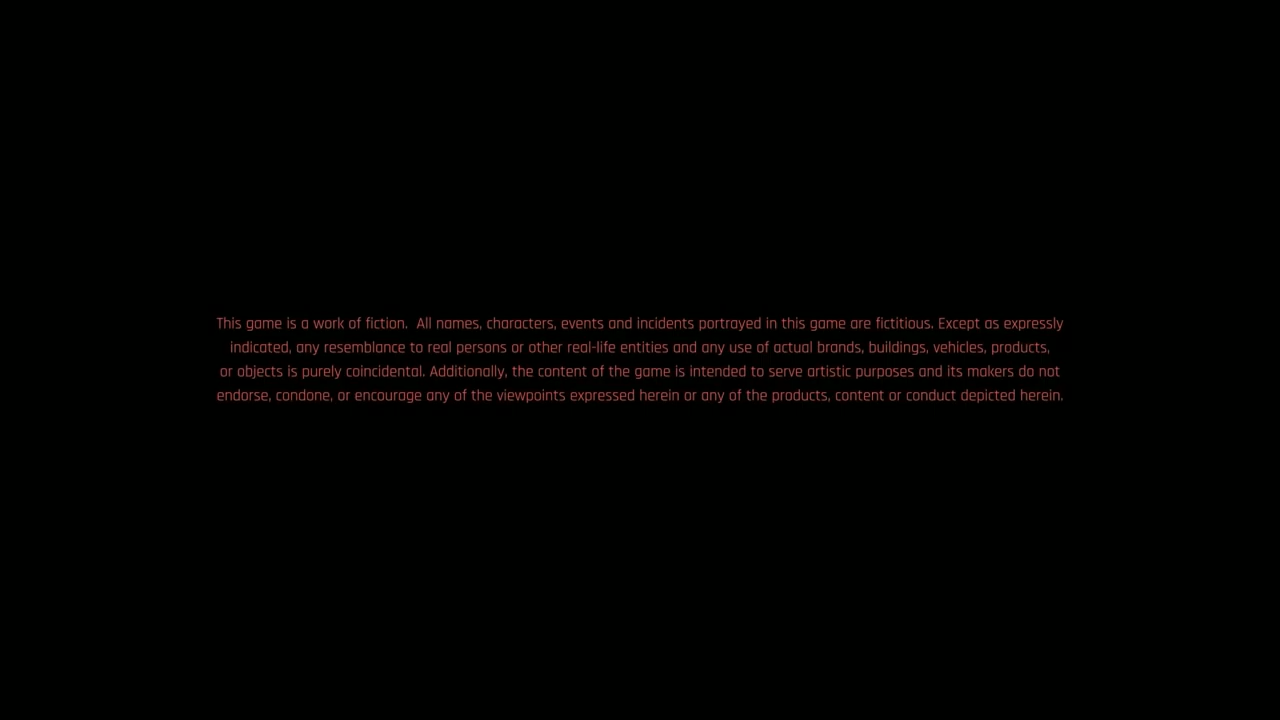 This game is a work of fiction.  All names, characters, events and incidents portrayed in this game are fictitious. Except as expressly
indicated, any resemblance to real persons or other real-life entities and any use of actual brands, buildings, vehicles, products,
or objects is purely coincidental. Additionally, the content of the game is intended to serve artistic purposes and its makers do not
endorse, condone, or encourage any of the viewpoints expressed herein or any of the products, content or conduct depicted herein.